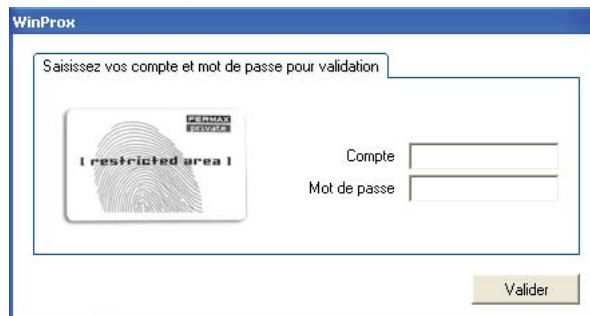 WinProx
Saisissez vos compte et mot de passe pour validation
FERMAX
private
[ restricted area ]
Compte
Mot de passe
Valider